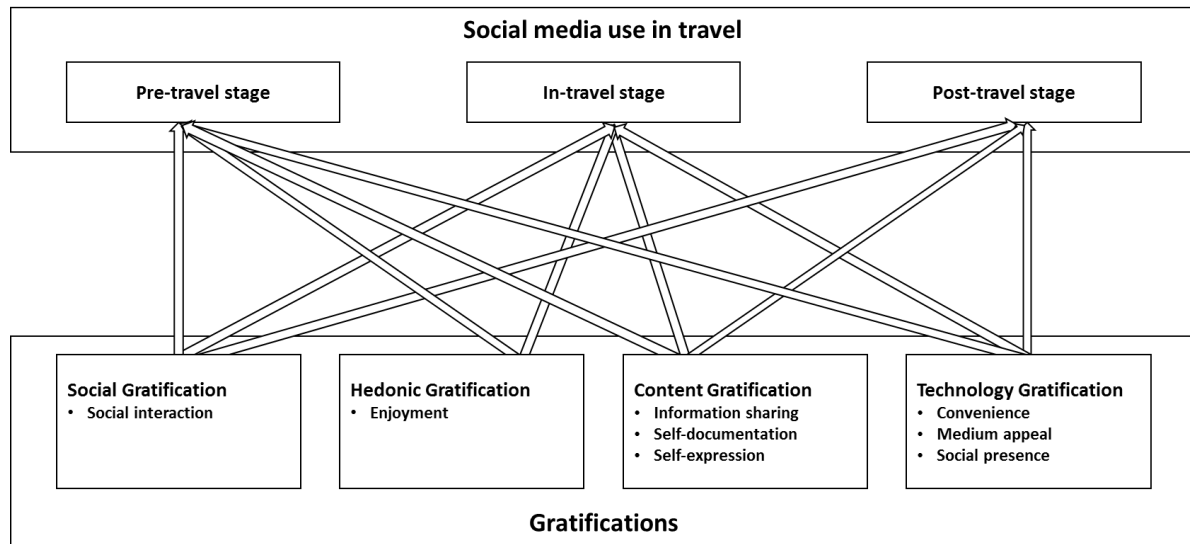 Social media use in travel
Pre-travel stage
In-travel stage
Post-travel stage
Social Gratification
• Social interaction
Hedonic Gratification
• Enjoyment
Content Gratification
• Information sharing
• Self-documentation
• Self-expression
Technology Gratification
• Convenience
• Medium appeal
• Social presence
Gratifications